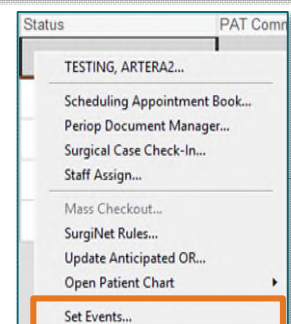 Status PAT Comm
TESTING, ARTERA2...
Scheduling Appointment Book...
Periop Document Manager...
Surgical Case Check-In...
Staff Assign...
Mass Checkout...
SurgiNet Rules...
Update Anticipated OR...
Open Patient Chart
Set Events...